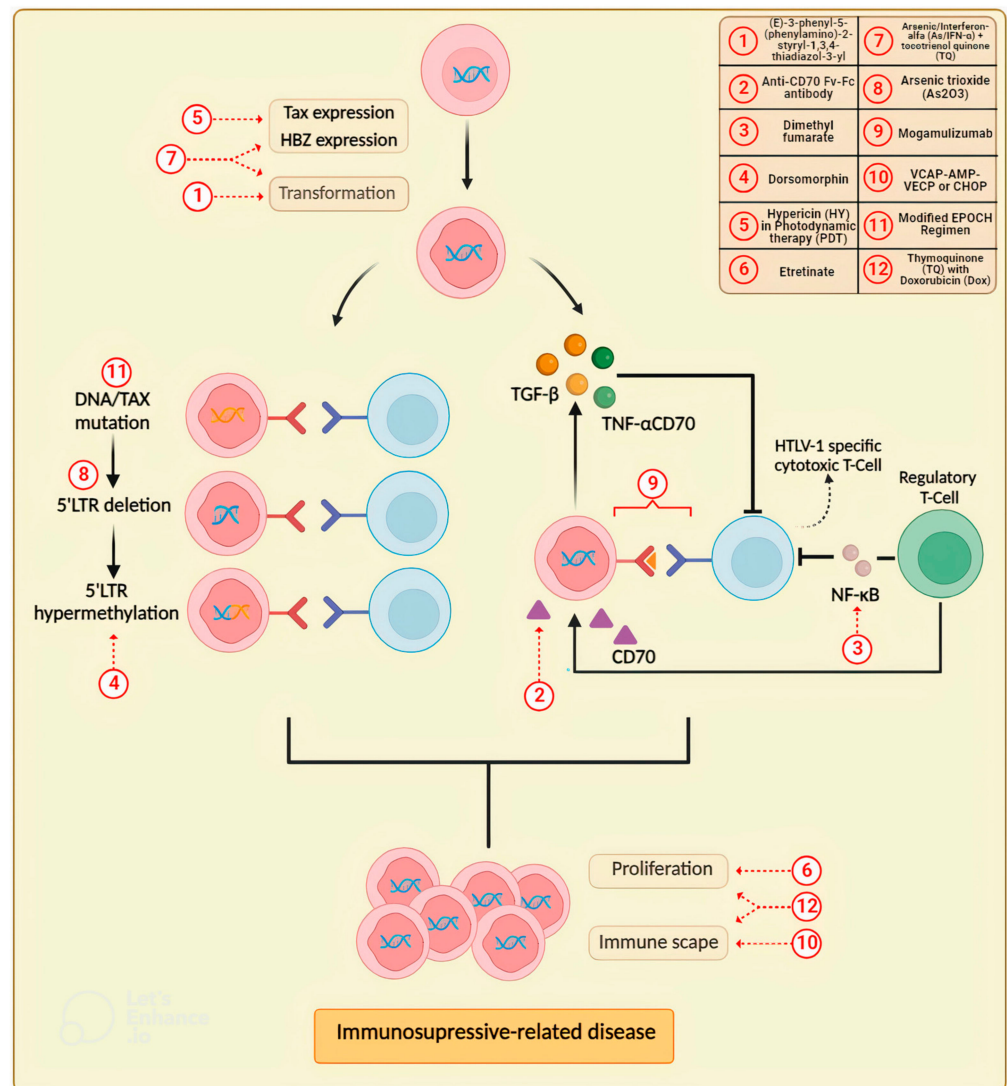 1
(E)-3-phenyl-5-
(phenylamino)-2-
styryl-1,3,4-
thiadiazol-3-yl
7
Arsenic/Interferon-
alfa (As/IFN-α) +
tocotrienol quinone
(TQ)
2
Anti-CD70 Fv-Fc
antibody
8
Arsenic trioxide
(As2O3)
3
Dimethyl
fumarate
9
Mogamulizumab
4
Dorsomorphin
10
VCAP-AMP-
VECP or CHOP
5
Hypericin (HY)
in Photodynamic
therapy (PDT)
11
Modified EPOCH
Regimen
6
Etretinate
12
Thymoquinone
(TQ) with
Doxorubicin (Dox)
5
Tax expression
HBZ expression
7
1
Transformation
11
DNA/TAX
mutation
8
5'LTR deletion
5'LTR
hypermethylation
4
TGF-β
TNF-αCD70
HTLV-1 specific
cytotoxic T-Cell
9
Regulatory
T-Cell
NF-κB
3
CD70
2
Proliferation
6
12
Immune scape
10
Let's
Enhance
.io
Immunosupressive-related disease